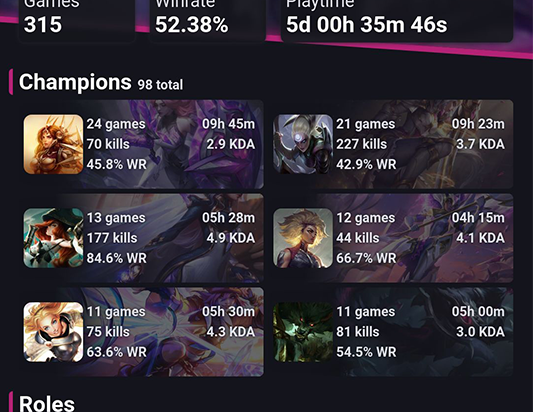 Games Winrate Playtime
315 52.38% 5d 00h 35m 46s
Champions 98 total
24 games 09h 45m
70 kills 2.9 KDA
45.8% WR
21 games 09h 23m
227 kills 3.7 KDA
42.9% WR
13 games 05h 28m
177 kills 4.9 KDA
84.6% WR
12 games 04h 15m
44 kills 4.1 KDA
66.7% WR
11 games 05h 30m
75 kills 4.3 KDA
63.6% WR
11 games 05h 00m
81 kills 3.0 KDA
54.5% WR
Roles